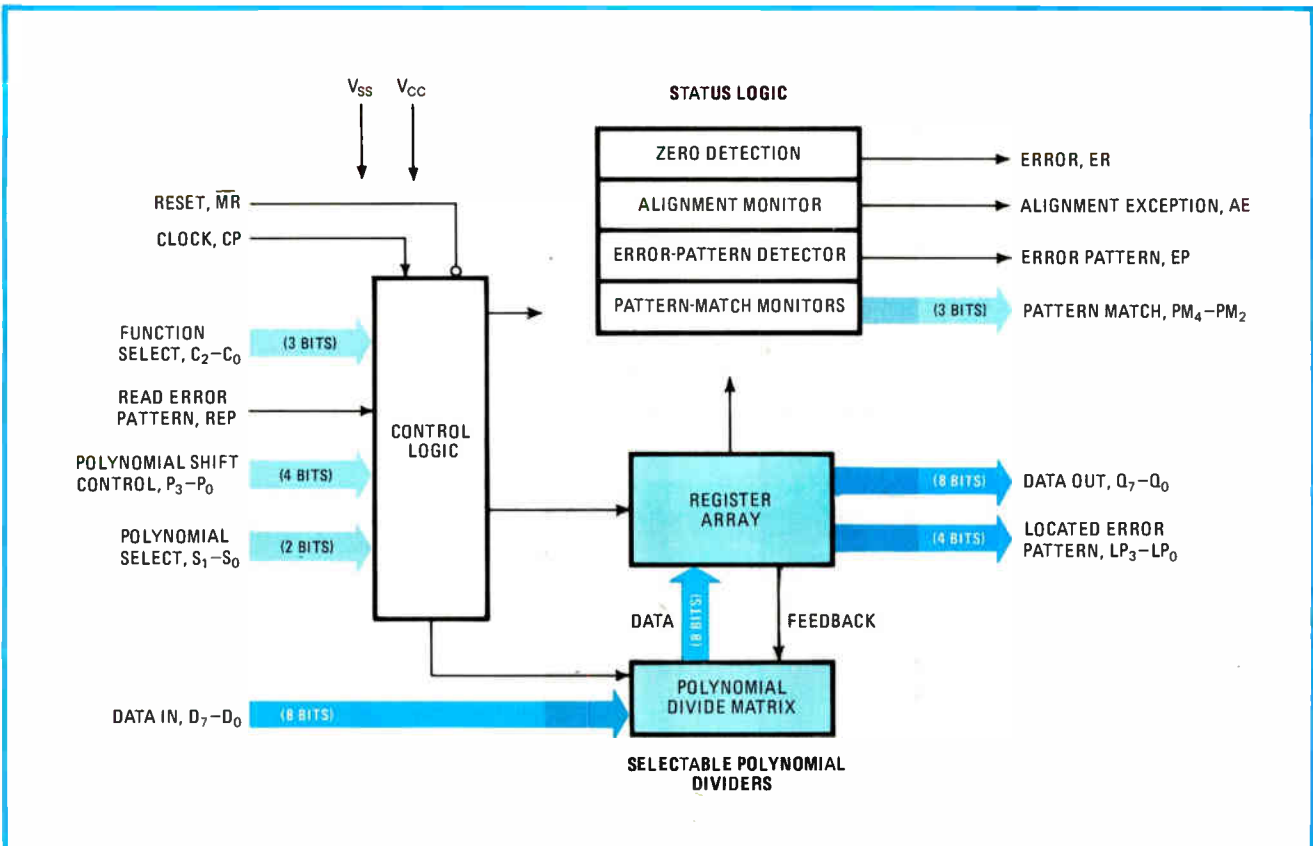 V_SS V_CC
STATUS LOGIC
ZERO DETECTION
ALIGNMENT MONITOR
ERROR-PATTERN DETECTOR
PATTERN-MATCH MONITORS
ERROR, ER
ALIGNMENT EXCEPTION, AE
ERROR PATTERN, EP
(3 BITS)
PATTERN MATCH, PM₄–PM₂
RESET, M̅R̅
CLOCK, CP
FUNCTION
SELECT, C₂–C₀
(3 BITS)
READ ERROR
PATTERN, REP
POLYNOMIAL SHIFT
CONTROL, P₃–P₀
(4 BITS)
POLYNOMIAL
SELECT, S₁–S₀
(2 BITS)
CONTROL
LOGIC
REGISTER
ARRAY
(8 BITS)
DATA OUT, Q₇–Q₀
(4 BITS)
LOCATED ERROR
PATTERN, LP₃–LP₀
DATA
(8 BITS)
FEEDBACK
DATA IN, D₇–D₀
(8 BITS)
POLYNOMIAL
DIVIDE MATRIX
SELECTABLE POLYNOMIAL
DIVIDERS